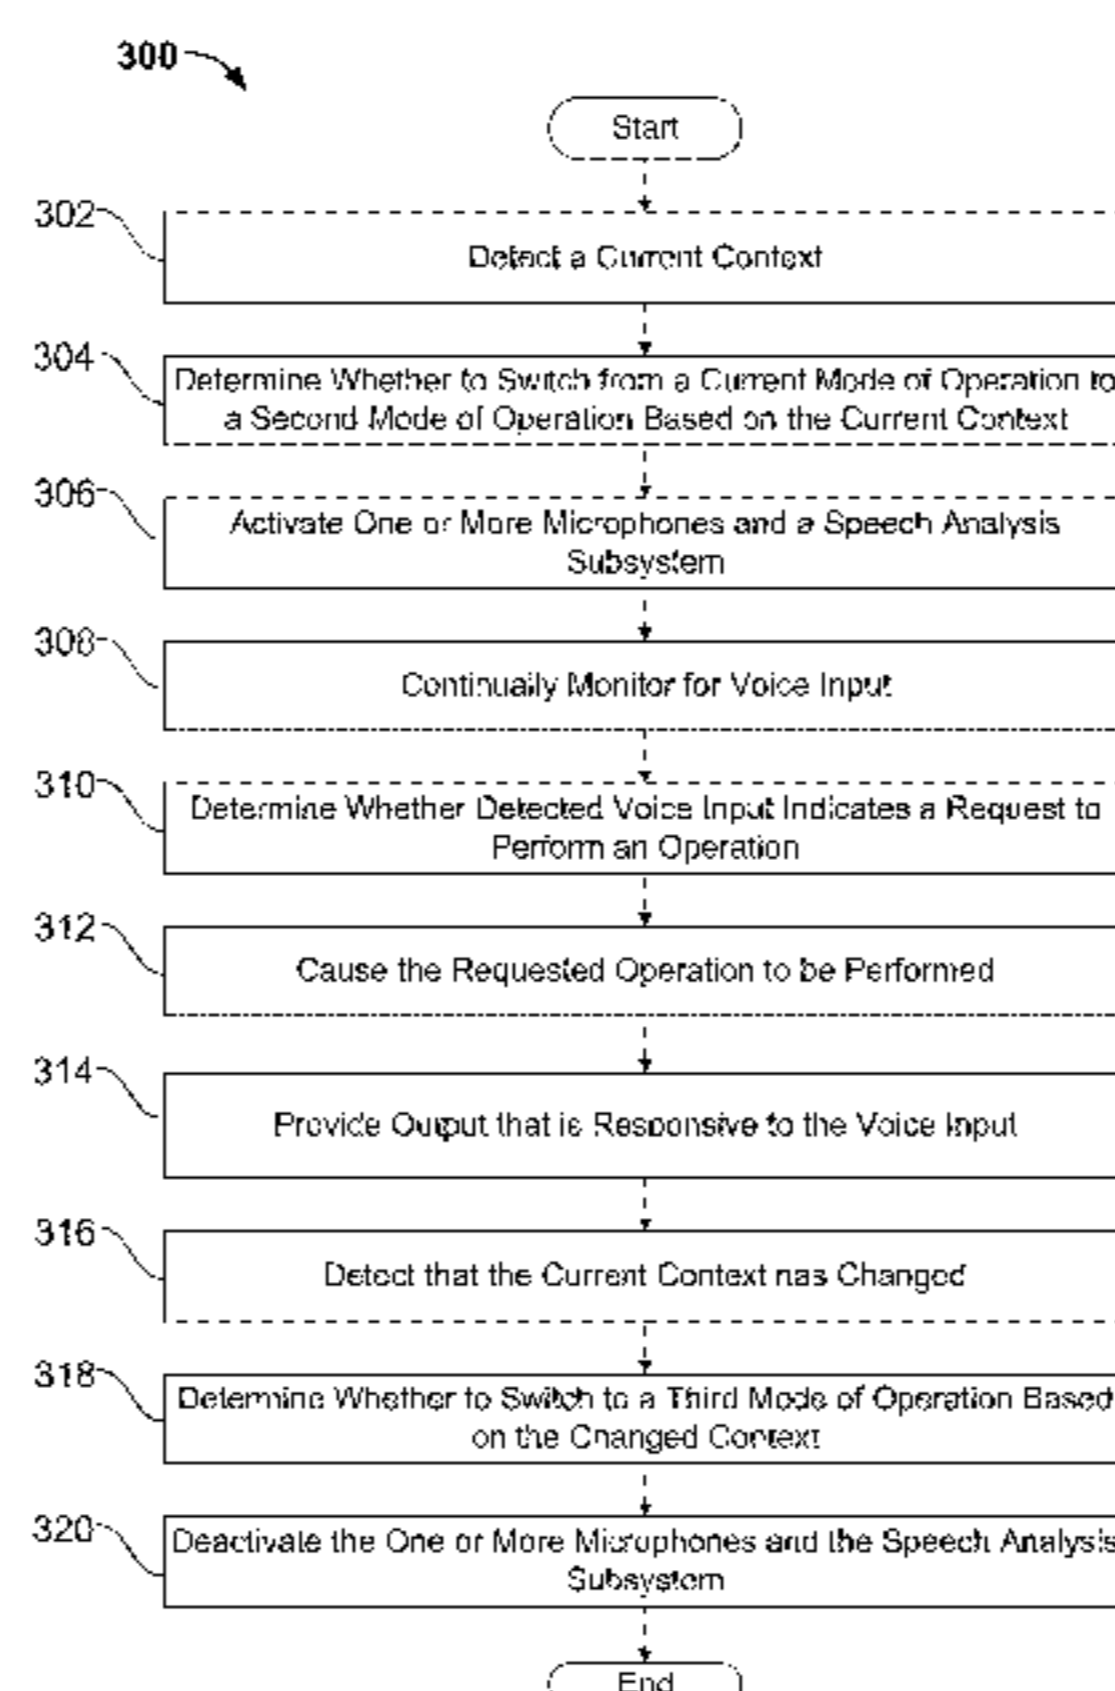 300
Start
302
Detect a Current Context
304
Determine Whether to Switch from a Current Mode of Operation to
a Second Mode of Operation Based on the Current Context
306
Activate One or More Microphones and a Speech Analysis
Subsystem
308
Continually Monitor for Voice Input
310
Determine Whether Detected Voice Input Indicates a Request to
Perform an Operation
312
Cause the Requested Operation to be Performed
314
Provide Output that is Responsive to the Voice Input
316
Detect that the Current Context has Changed
318
Determine Whether to Switch to a Third Mode of Operation Based
on the Changed Context
320
Deactivate the One or More Microphones and the Speech Analysis
Subsystem
End